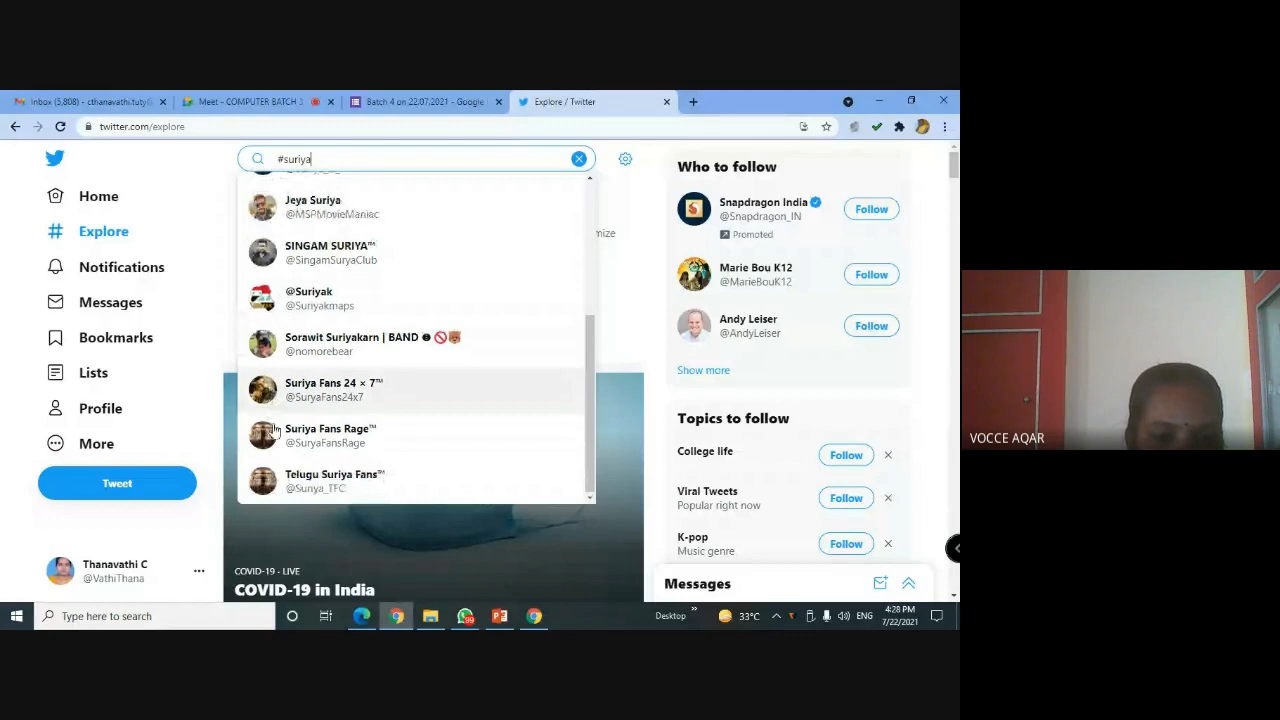 Inbox (5,808) - cthanavathi.tuty
Meet - COMPUTER BATCH 3
Batch 4 on 22.07.2021 - Google
Explore / Twitter
twitter.com/explore
#suriya
Home
Explore
Notifications
Messages
Bookmarks
Lists
Profile
More
Tweet
Thanavathi C
@VathiThana
Jeya Suriya
@MSPMovieManiac
SINGAM SURIYA™
@SingamSuryaClub
@Suriyak
@Suriyakmaps
Sorawit Suriyakarn | BAND
@nomorebear
Suriya Fans 24 × 7™
@SuryaFans24x7
Suriya Fans Rage™
@SuryaFansRage
Telugu Suriya Fans™
@Suriya_TFC
COVID-19 · LIVE
COVID-19 in India
Who to follow
Snapdragon India
@Snapdragon_IN
Promoted
Follow
Marie Bou K12
@MarieBouK12
Follow
Andy Leiser
@AndyLeiser
Follow
Show more
Topics to follow
College life
Follow
Viral Tweets
Popular right now
Follow
K-pop
Music genre
Follow
Messages
Type here to search
99
Desktop
33°C
ENG
4:28 PM
7/22/2021
VOCCE AQAR